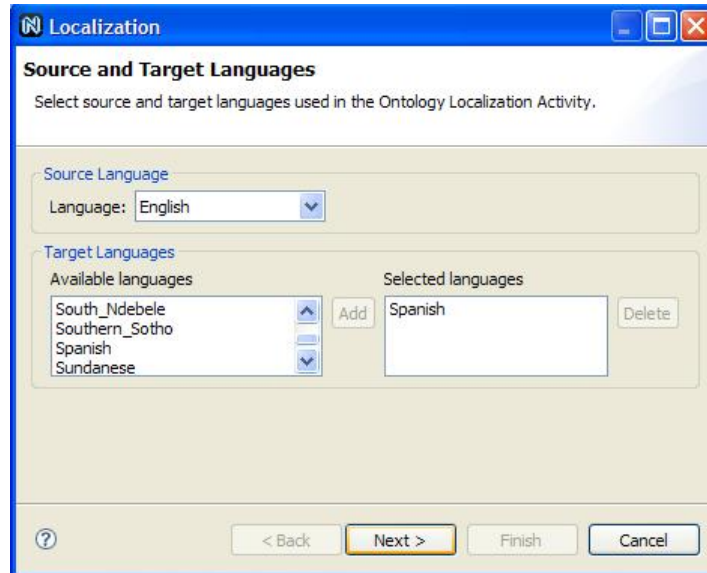 Localization
Source and Target Languages
Select source and target languages used in the Ontology Localization Activity.
Source Language
Language: English
Target Languages
Available languages
South_Ndebele
Southern_Sotho
Spanish
Sundanese
Add
Selected languages
Spanish
Delete
< Back Next > Finish Cancel